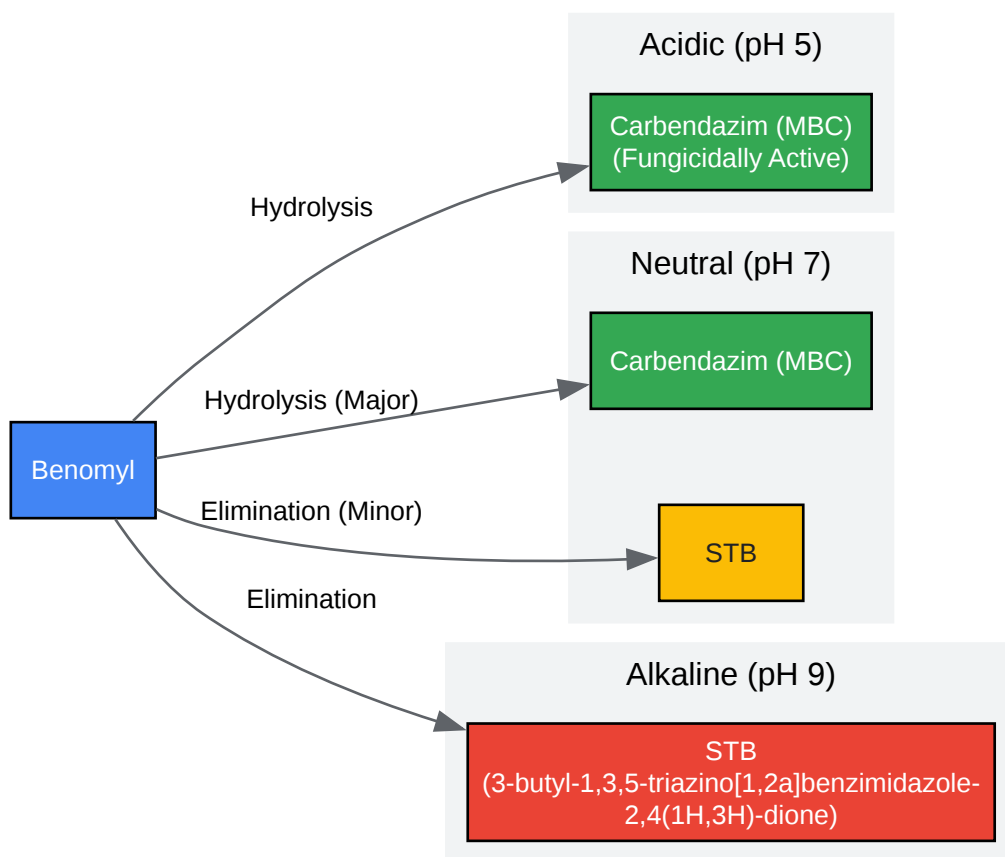 Acidic (pH 5)
Carbendazim (MBC)
(Fungicidally Active)
Hydrolysis
Neutral (pH 7)
Carbendazim (MBC)
Hydrolysis (Major)
Benomyl
Elimination (Minor)
STB
Elimination
Alkaline (pH 9)
STB
(3-butyl-1,3,5-triazino[1,2a]benzimidazole-
2,4(1H,3H)-dione)